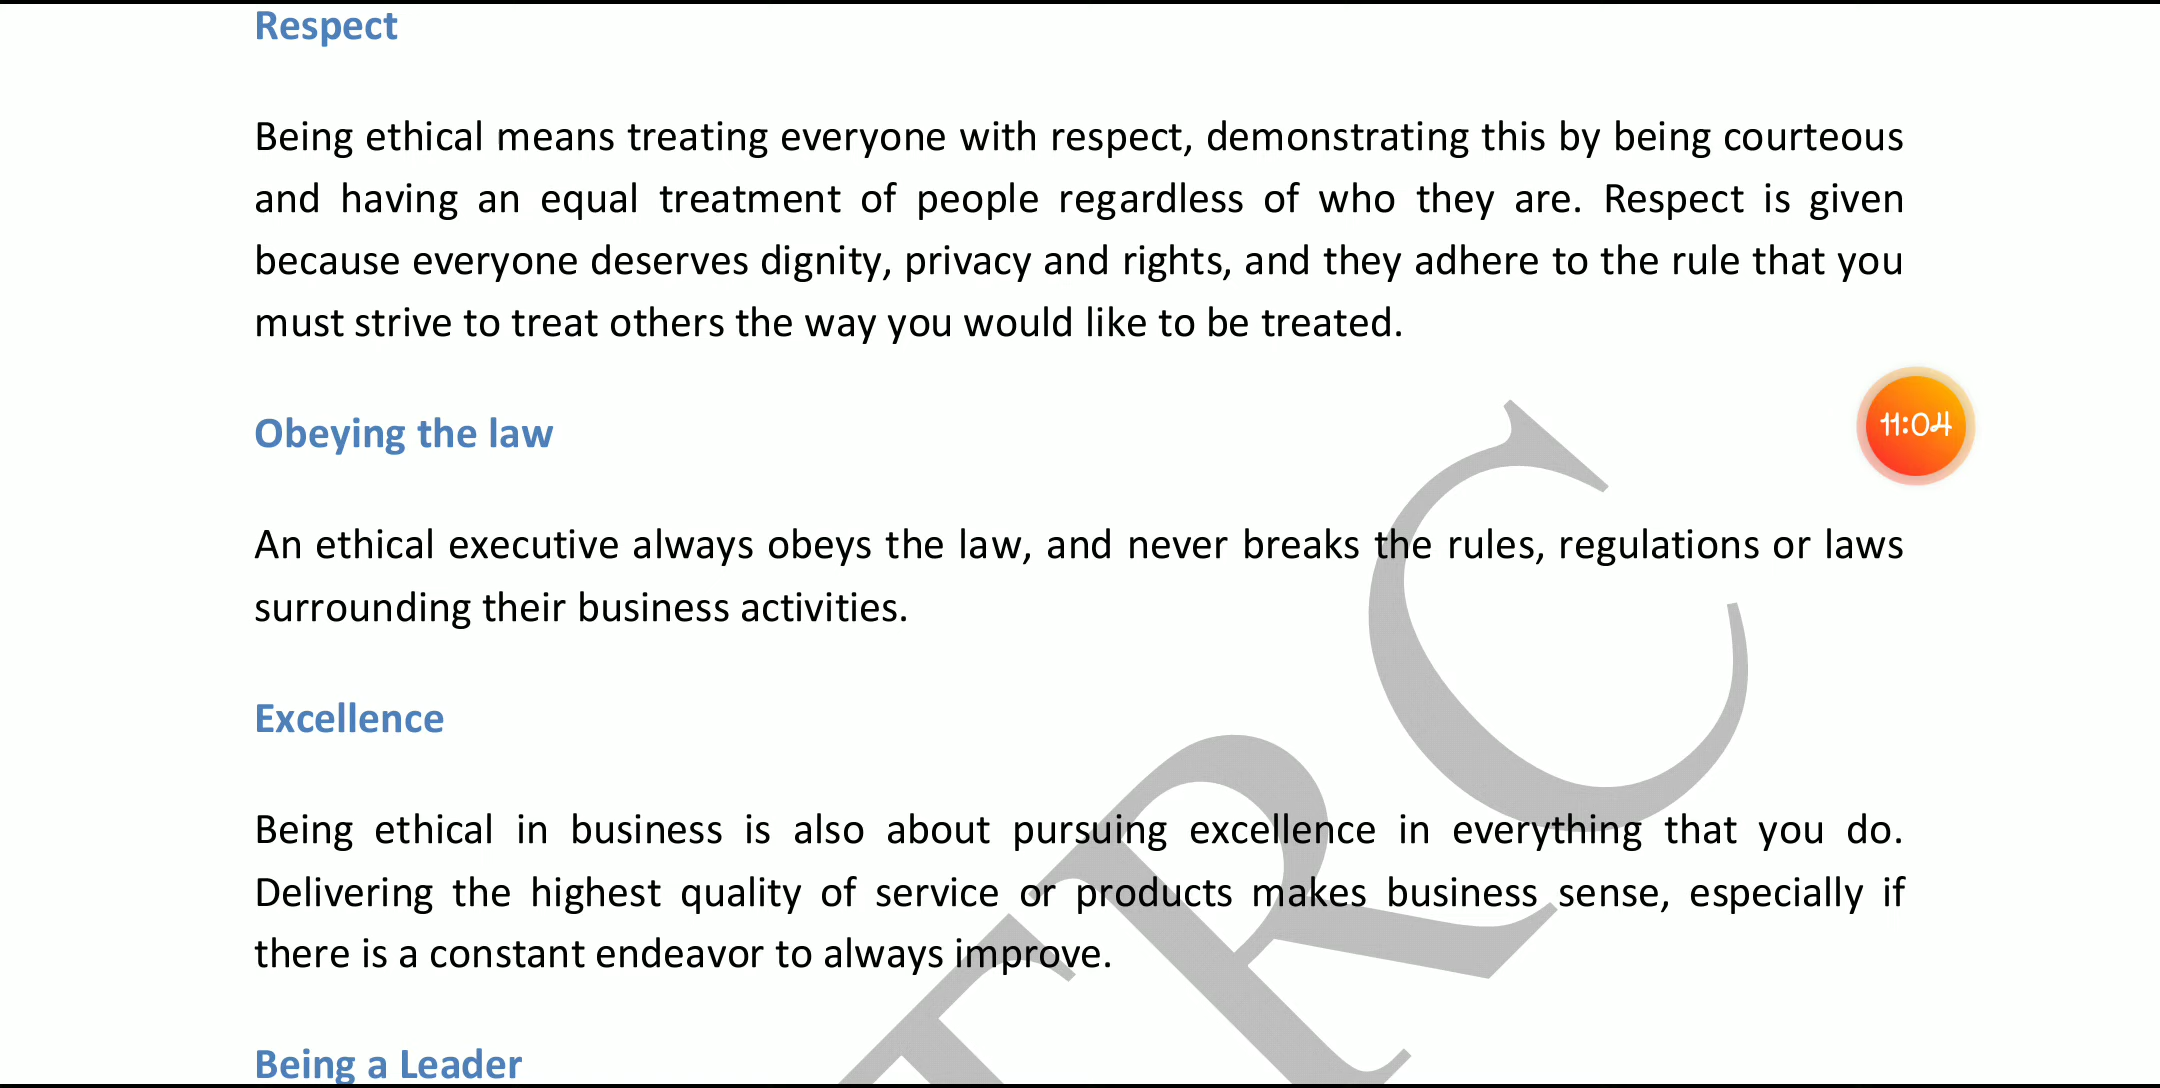 Respect
Being ethical means treating everyone with respect, demonstrating this by being courteous
and having an equal treatment of people regardless of who they are. Respect is given
because everyone deserves dignity, privacy and rights, and they adhere to the rule that you
must strive to treat others the way you would like to be treated.
11:04
Obeying the law
An ethical executive always obeys the law, and never breaks the rules, regulations or laws
surrounding their business activities.
Excellence
Being ethical in business is also about pursuing excellence in everything that you do.
Delivering the highest quality of service or products makes business sense, especially if
there is a constant endeavor to always improve.
Being a Leader
TRC